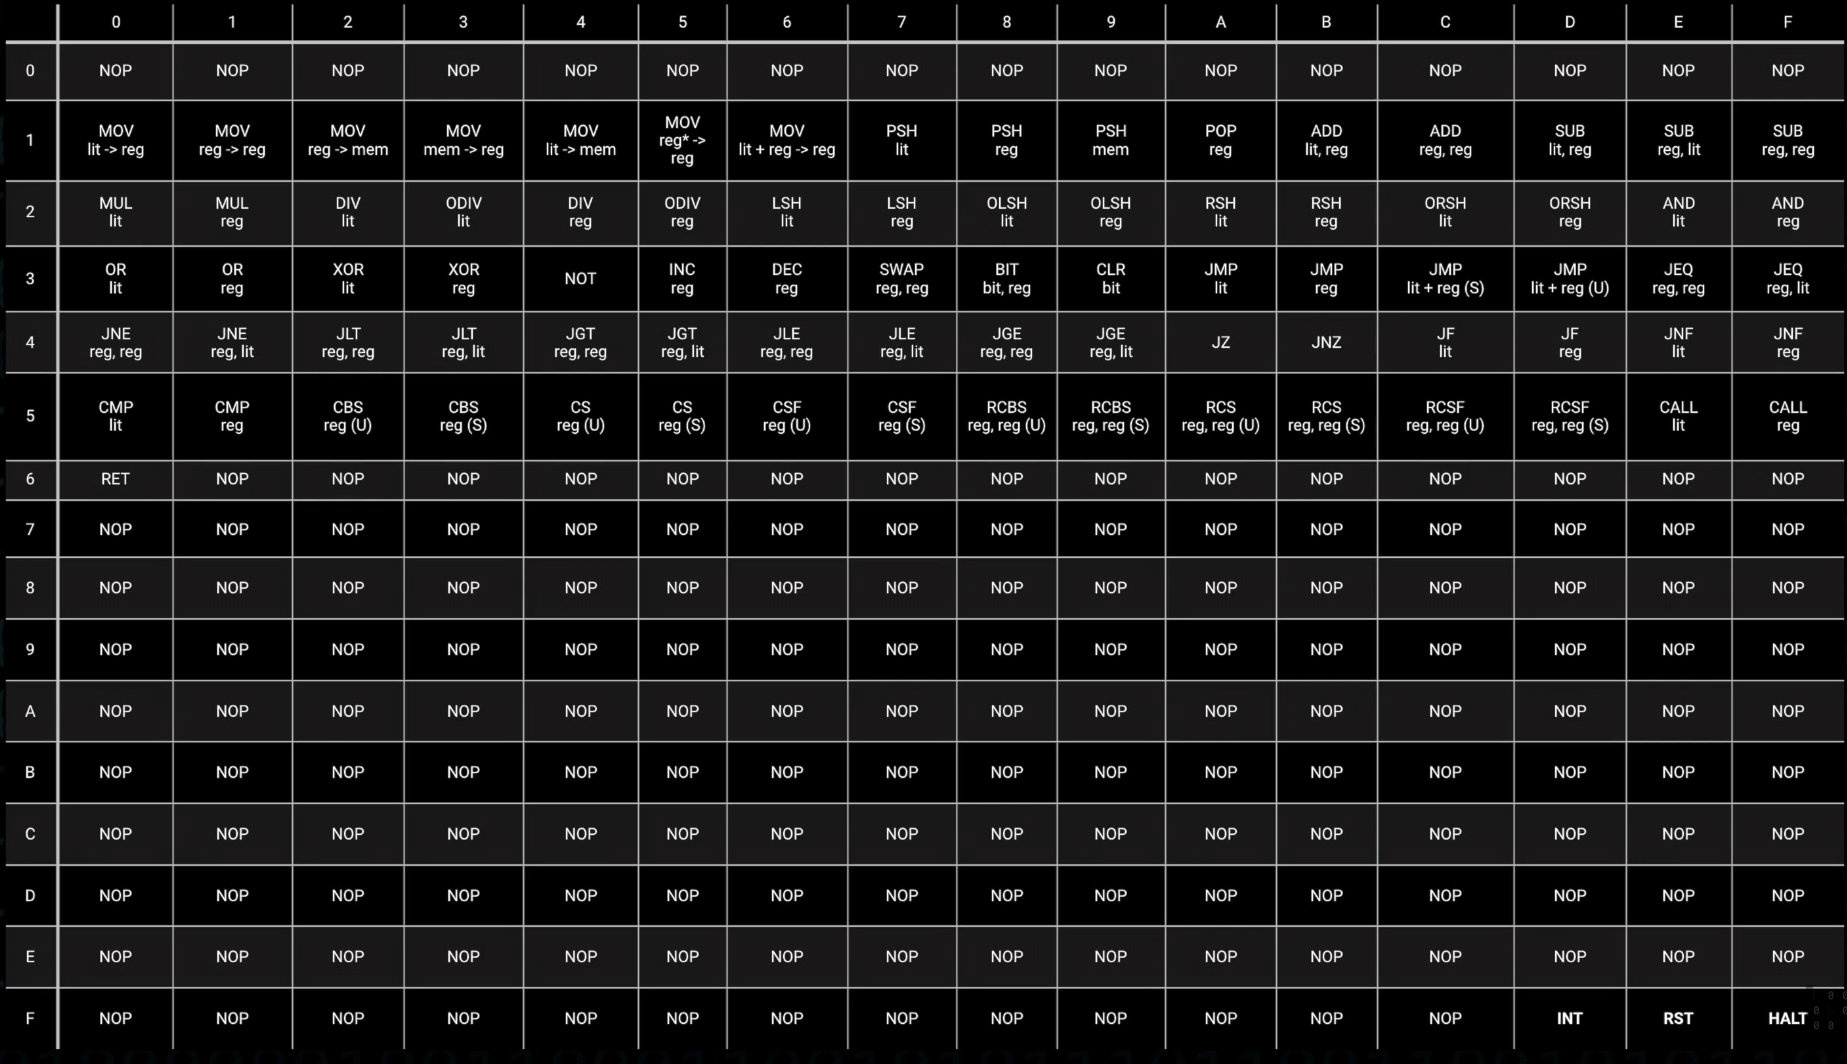 0 1 2 3 4 5 6 7 8 9 A B C D E F
0 NOP NOP NOP NOP NOP NOP NOP NOP NOP NOP NOP NOP NOP NOP NOP NOP
1 MOV lit -> reg MOV reg -> reg MOV reg -> mem MOV mem -> reg MOV lit -> mem MOV reg* -> reg MOV lit + reg -> reg PSH lit PSH reg PSH mem POP reg ADD lit, reg ADD reg, reg SUB lit, reg SUB reg, lit SUB reg, reg
2 MUL lit MUL reg DIV lit ODIV lit DIV reg ODIV reg LSH lit LSH reg OLSH lit OLSH reg RSH lit RSH reg ORSH lit ORSH reg AND lit AND reg
3 OR lit OR reg XOR lit XOR reg NOT INC reg DEC reg SWAP reg, reg BIT bit, reg CLR bit JMP lit JMP reg JMP lit + reg (S) JMP lit + reg (U) JEQ reg, reg JEQ reg, lit
4 JNE reg, reg JNE reg, lit JLT reg, reg JLT reg, lit JGT reg, reg JGT reg, lit JLE reg, reg JLE reg, lit JGE reg, reg JGE reg, lit JZ JNZ JF lit JF reg JNF lit JNF reg
5 CMP lit CMP reg CBS reg (U) CBS reg (S) CS reg (U) CS reg (S) CSF reg (U) CSF reg (S) RCBS reg, reg (U) RCBS reg, reg (S) RCS reg, reg (U) RCS reg, reg (S) RCSF reg, reg (U) RCSF reg, reg (S) CALL lit CALL reg
6 RET NOP NOP NOP NOP NOP NOP NOP NOP NOP NOP NOP NOP NOP NOP NOP
7 NOP NOP NOP NOP NOP NOP NOP NOP NOP NOP NOP NOP NOP NOP NOP NOP
8 NOP NOP NOP NOP NOP NOP NOP NOP NOP NOP NOP NOP NOP NOP NOP NOP
9 NOP NOP NOP NOP NOP NOP NOP NOP NOP NOP NOP NOP NOP NOP NOP NOP
A NOP NOP NOP NOP NOP NOP NOP NOP NOP NOP NOP NOP NOP NOP NOP NOP
B NOP NOP NOP NOP NOP NOP NOP NOP NOP NOP NOP NOP NOP NOP NOP NOP
C NOP NOP NOP NOP NOP NOP NOP NOP NOP NOP NOP NOP NOP NOP NOP NOP
D NOP NOP NOP NOP NOP NOP NOP NOP NOP NOP NOP NOP NOP NOP NOP NOP
E NOP NOP NOP NOP NOP NOP NOP NOP NOP NOP NOP NOP NOP NOP NOP NOP
F NOP NOP NOP NOP NOP NOP NOP NOP NOP NOP NOP NOP NOP INT RST HALT